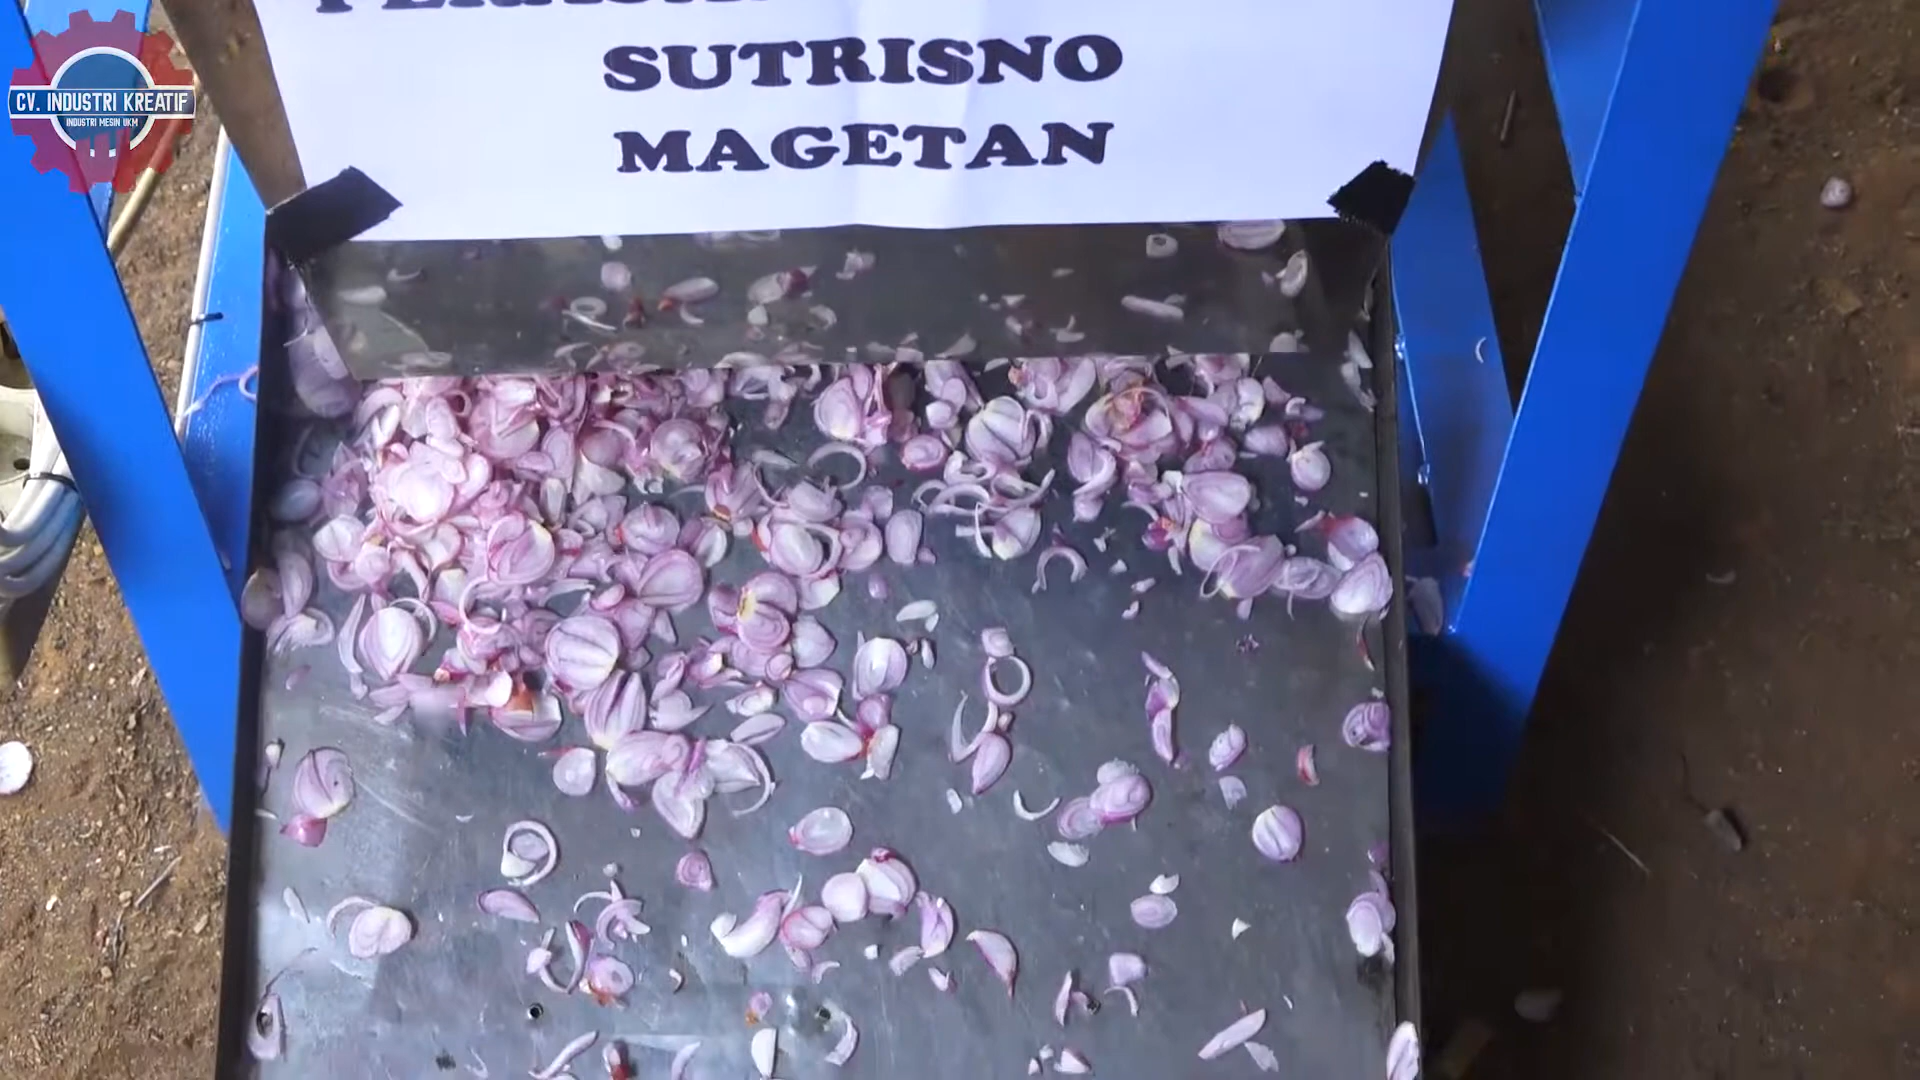 SUTRISNO
MAGETAN
CV. INDUSTRI KREATIF
INDUSTRI MESIN UKM